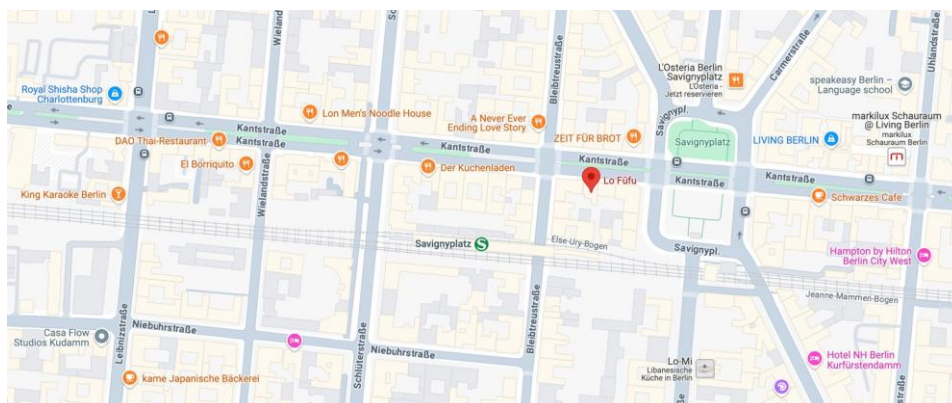 Wielandstraße
Sc
Bleibtreustraße
Carmerstraße
Uhlandstraße
L'Osteria Berlin
Savignyplatz
L'Osteria -
Jetzt reservieren
speakeasy Berlin –
Language school
Royal Shisha Shop
Charlottenburg
Lon Men's Noodle House
A Never Ever
Ending Love Story
ZEIT FÜR BROT
Savignypl.
Savignyplatz
LIVING BERLIN
markilux Schauraum
@ Living Berlin
markilux
Schauraum Berlin
Kantstraße
DAO Thai-Restaurant
Kantstraße
El Borriquito
Kantstraße
Der Kuchenladen
Kantstraße
Lo Fûfu
Kantstraße
Schwarzes Cafe
King Karaoke Berlin
Wielandstraße
Savignyplatz
S
Else-Ury-Bogen
Savignypl.
Hampton by Hilton
Berlin City West
Jeanne-Mammen-Bogen
Casa Flow
Studios Kudamm
Leibnizstraße
Niebuhrstraße
Schlüterstraße
Niebuhrstraße
Bleibtreustraße
Lo-Mi
Libanesische
Küche in Berlin
Hotel NH Berlin
Kurfürstendamm
kame Japanische Bäckerei